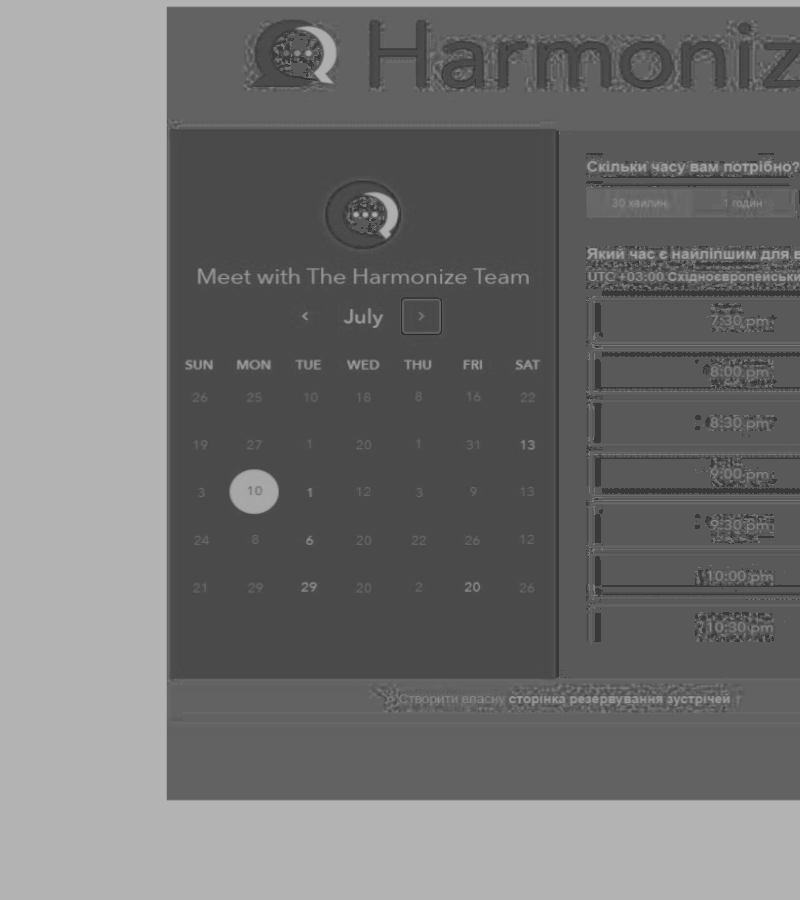 Harmoniz
Meet with The Harmonize Team
‹ July ›
SUN MON TUE WED THU FRI SAT
26 25 10 18 8 16 22
19 27 1 20 1 31 13
3 10 1 12 3 9 13
24 8 6 20 22 26 12
21 29 29 20 2 20 26
Скільки часу вам потрібно?
30 хвилин 1 годин
Який час є найліпшим для в
UTC +03:00 Східноєвропейськи
7:30 pm
8:00 pm
8:30 pm
9:00 pm
9:30 pm
10:00 pm
10:30 pm
Створити власну сторінка резервування зустрічей